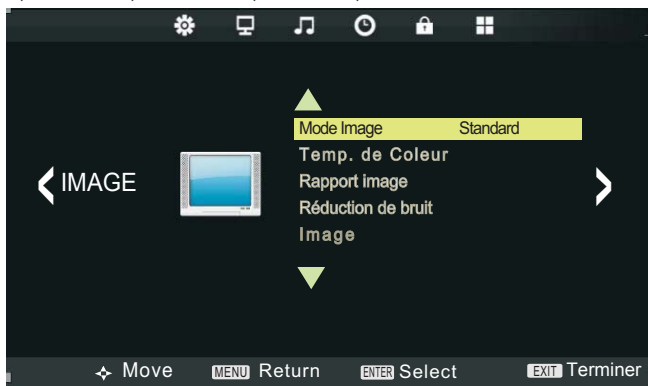 Mode Image Standard
Temp. de Coleur
IMAGE
Rapport image
Réduction de bruit
Image
Move MENU Return ENTER Select EXIT Terminer